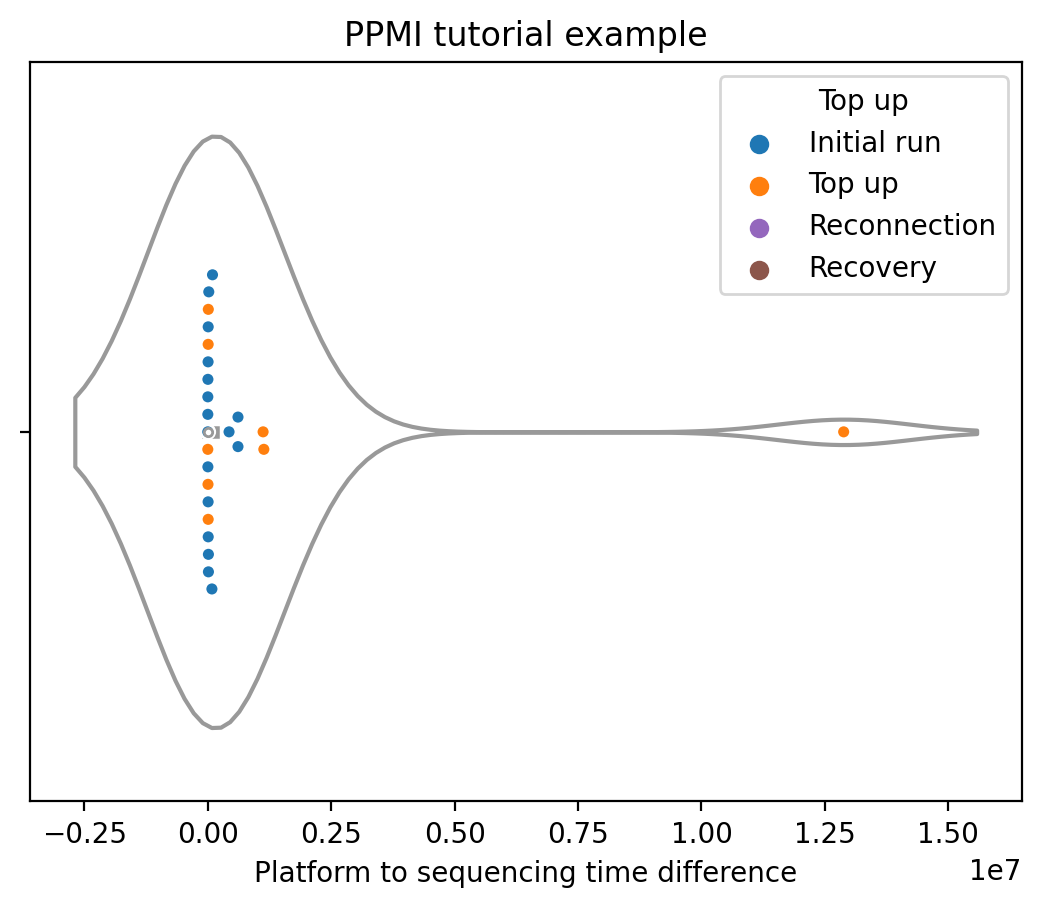 PPMI tutorial example
Top up
Initial run
Top up
Reconnection
Recovery
−0.25 0.00 0.25 0.50 0.75 1.00 1.25 1.50
Platform to sequencing time difference
1e7